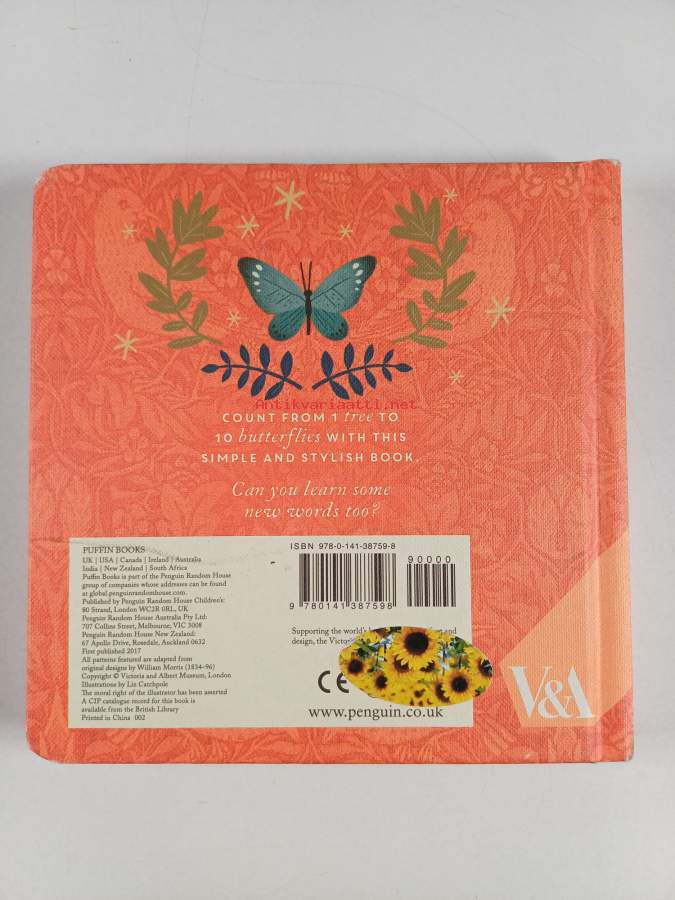 Antikvariaatti.net
COUNT FROM 1 tree TO
10 butterflies WITH THIS
SIMPLE AND STYLISH BOOK.
Can you learn some
new words too?
PUFFIN BOOKS
UK | USA | Canada | Ireland | Australia
India | New Zealand | South Africa
Puffin Books is part of the Penguin Random House
group of companies whose addresses can be found
at global.penguinrandomhouse.com.
Published by Penguin Random House Children's:
80 Strand, London WC2R 0RL, UK
Penguin Random House Australia Pty Ltd:
707 Collins Street, Melbourne, VIC 3008
Penguin Random House New Zealand:
67 Apollo Drive, Rosedale, Auckland 0632
First published 2017
All patterns featured are adapted from
original designs by William Morris (1834–96)
Copyright © Victoria and Albert Museum, London
Illustrations by Liz Catchpole
The moral right of the illustrator has been asserted
A CIP catalogue record for this book is
available from the British Library
Printed in China 002
ISBN 978-0-141-38759-8
90000
9 780141 387598
Supporting the world's and
design, the Victo
CE
www.penguin.co.uk
V&A